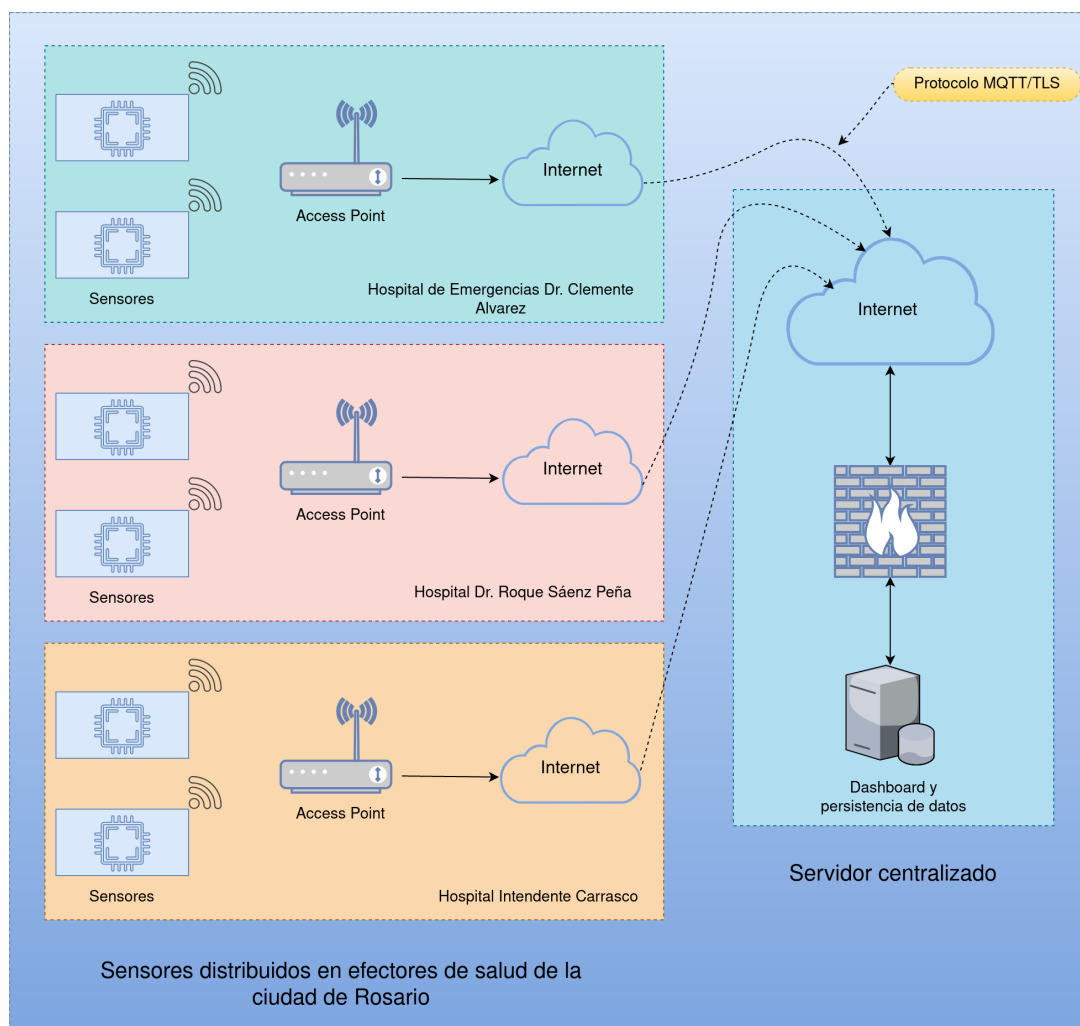 Protocolo MQTT/TLS
Internet
Access Point
Sensores
Hospital de Emergencias Dr. Clemente
Alvarez
Internet
Access Point
Sensores
Hospital Dr. Roque Sáenz Peña
Internet
Access Point
Sensores
Hospital Intendente Carrasco
Sensores distribuidos en efectores de salud de la
ciudad de Rosario
Internet
Dashboard y
persistencia de datos
Servidor centralizado